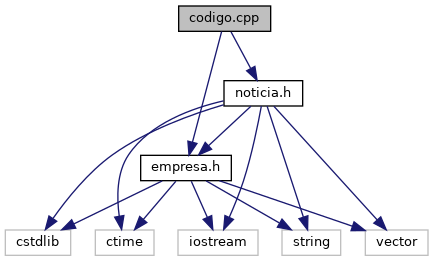 codigo.cpp
noticia.h
empresa.h
cstdlib
ctime
iostream
string
vector